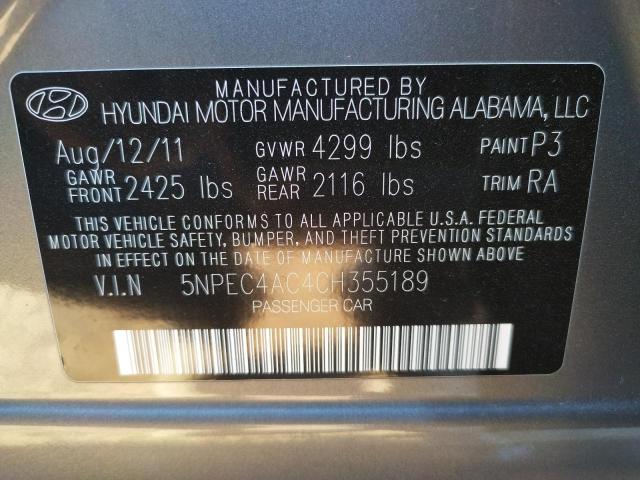 MANUFACTURED BY
HYUNDAI MOTOR MANUFACTURING ALABAMA, LLC
Aug/12/11 GVWR 4299 lbs PAINT P3
GAWR FRONT 2425 lbs GAWR REAR 2116 lbs TRIM RA
THIS VEHICLE CONFORMS TO ALL APPLICABLE U.S.A. FEDERAL
MOTOR VEHICLE SAFETY, BUMPER, AND THEFT PREVENTION STANDARDS
IN EFFECT ON THE DATE OF MANUFACTURE SHOWN ABOVE
V.I.N 5NPEC4AC4CH355189
PASSENGER CAR